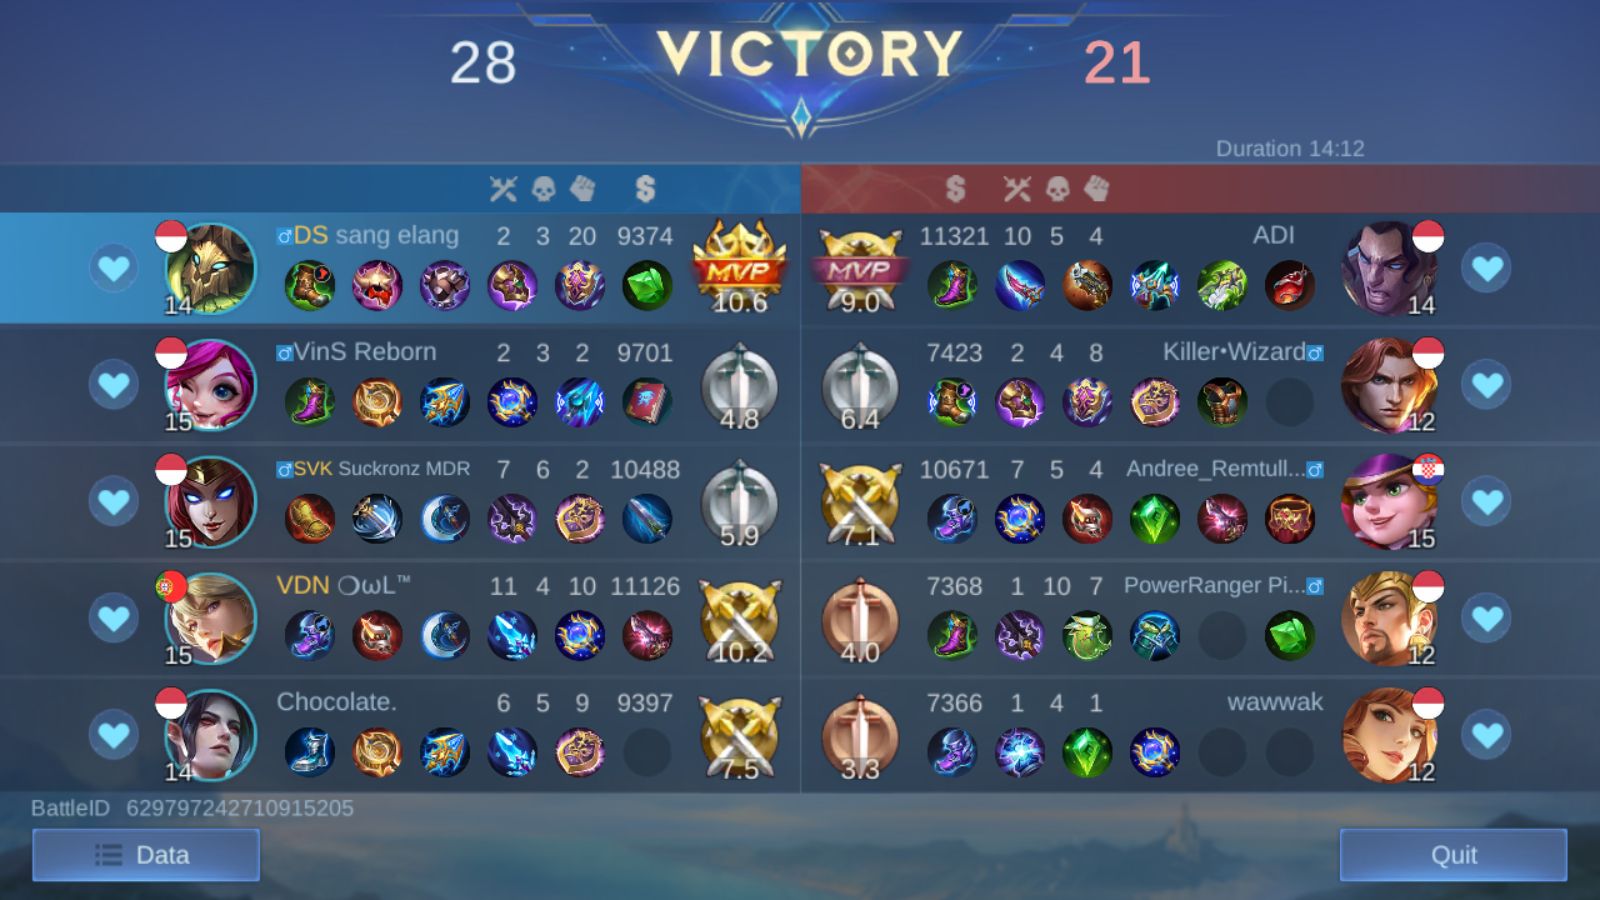 28 VICTORY 21
Duration 14:12
DS sang elang 2 3 20 9374 MVP 10.6 14
MVP 9.0 11321 10 5 4 ADI 14
VinS Reborn 2 3 2 9701 4.8 15
6.4 7423 2 4 8 Killer•Wizard 12
SVK Suckronz MDR 7 6 2 10488 5.9 15
7.1 10671 7 5 4 Andree_Remtull... 15
VDN ❍ωL™ 11 4 10 11126 10.2 15
4.0 7368 1 10 7 PowerRanger Pi... 12
Chocolate. 6 5 9 9397 7.5 14
3.3 7366 1 4 1 wawwak 12
BattleID 629797242710915205
Data
Quit